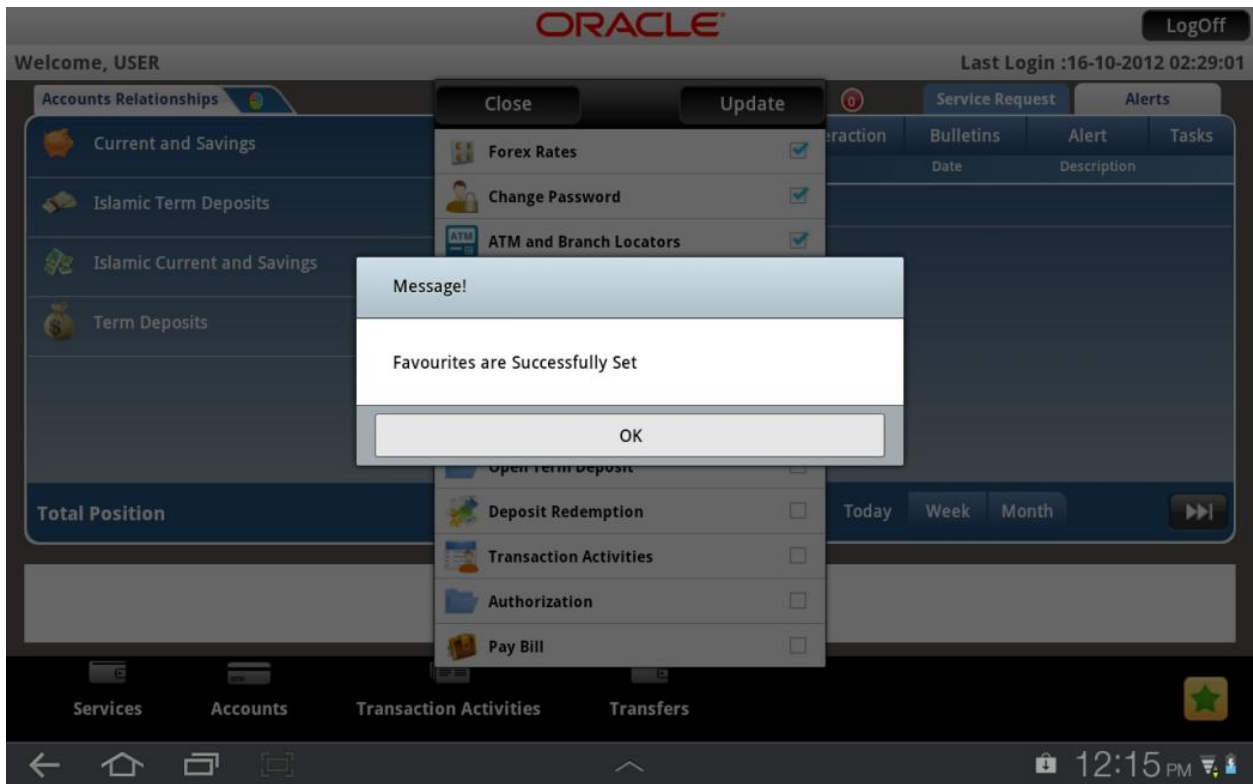 ORACLE
LogOff
Welcome, USER
Last Login :16-10-2012 02:29:01
Accounts Relationships
Close
Update
0
Service Request
Alerts
Current and Savings
Forex Rates
eraction
Bulletins
Alert
Tasks
Date
Description
Islamic Term Deposits
Change Password
ATM
ATM and Branch Locators
Islamic Current and Savings
Message!
Term Deposits
Favourites are Successfully Set
OK
Open Term Deposit
Total Position
Deposit Redemption
Today
Week
Month
Transaction Activities
Authorization
Pay Bill
Services
Accounts
Transaction Activities
Transfers
12:15 PM